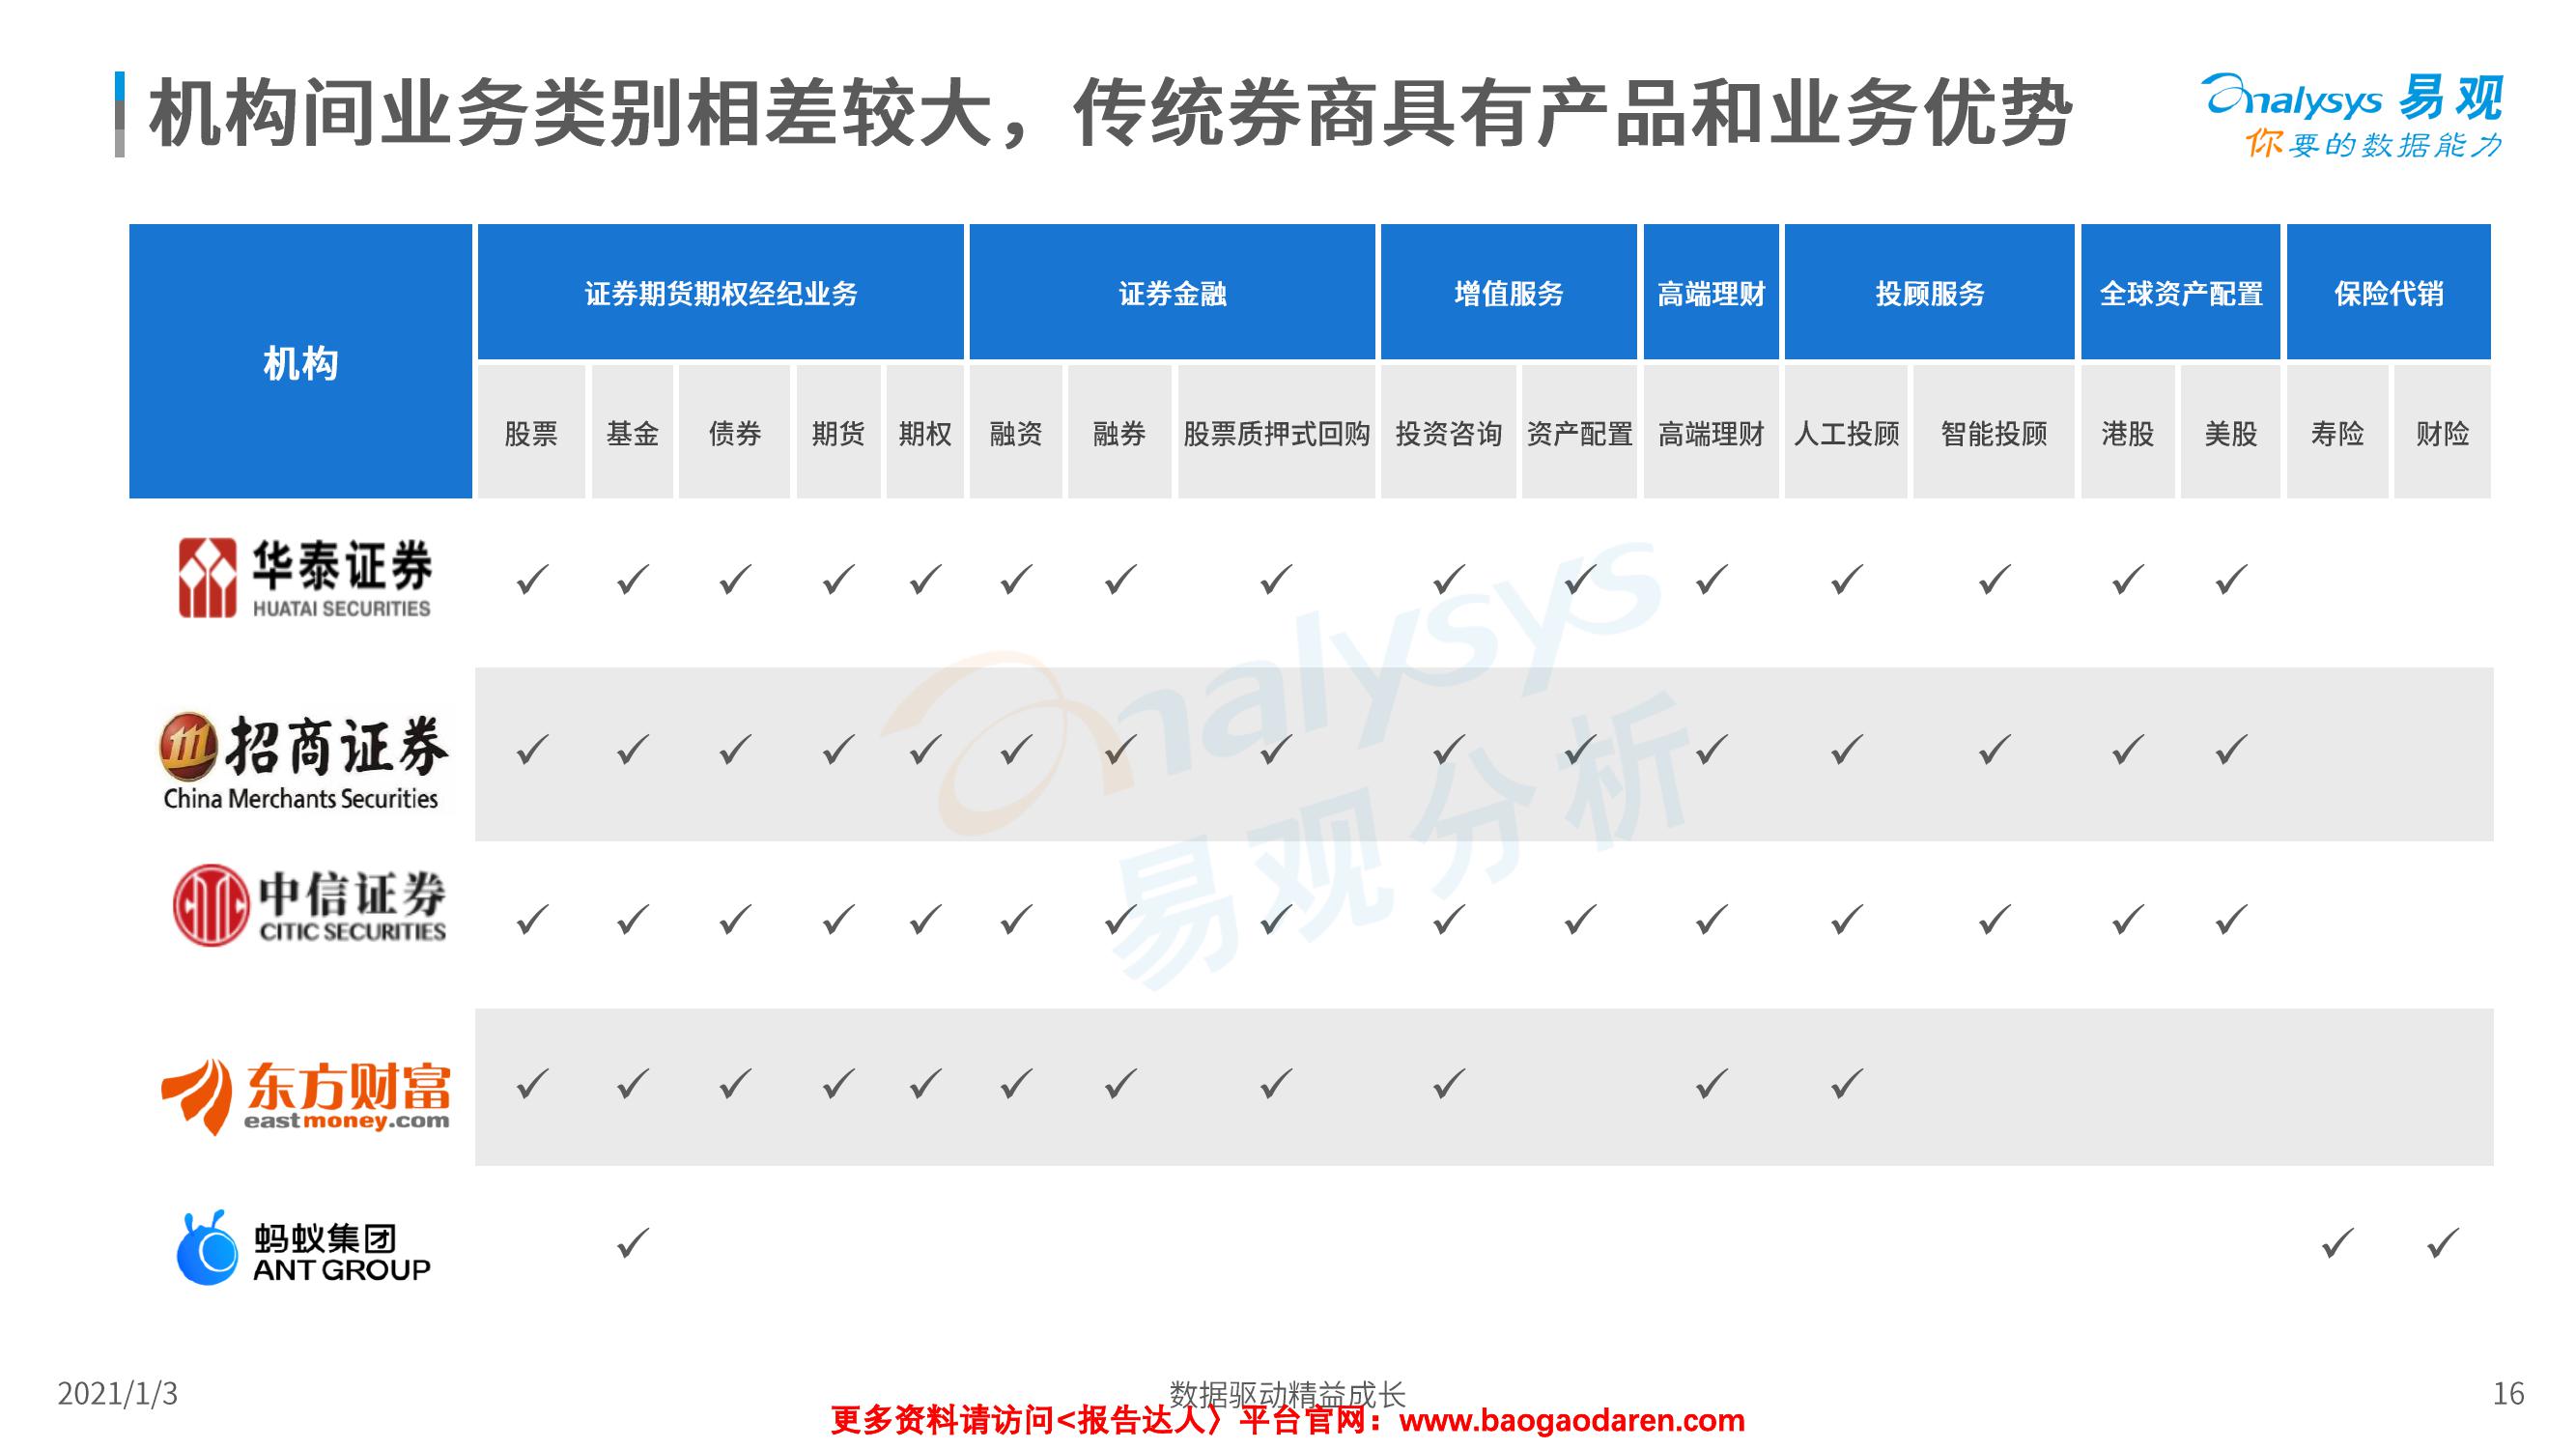 机构间业务类别相差较大，传统券商具有产品和业务优势
analysys 易观
你要的数据能力
机构 证券期货期权经纪业务 证券金融 增值服务 高端理财 投顾服务 全球资产配置 保险代销
股票 基金 债券 期货 期权 融资 融券 股票质押式回购 投资咨询 资产配置 高端理财 人工投顾 智能投顾 港股 美股 寿险 财险
华泰证券
HUATAI SECURITIES
✓ ✓ ✓ ✓ ✓ ✓ ✓ ✓ ✓ ✓ ✓ ✓ ✓ ✓ ✓
招商证券
China Merchants Securities
✓ ✓ ✓ ✓ ✓ ✓ ✓ ✓ ✓ ✓ ✓ ✓ ✓ ✓ ✓
中信证券
CITIC SECURITIES
✓ ✓ ✓ ✓ ✓ ✓ ✓ ✓ ✓ ✓ ✓ ✓ ✓ ✓ ✓
东方财富
eastmoney.com
✓ ✓ ✓ ✓ ✓ ✓ ✓ ✓ ✓ ✓ ✓
蚂蚁集团
ANT GROUP
✓ ✓ ✓
analysys
易观分析
2021/1/3 数据驱动精益成长 16
更多资料请访问<报告达人〉平台官网：www.baogaodaren.com